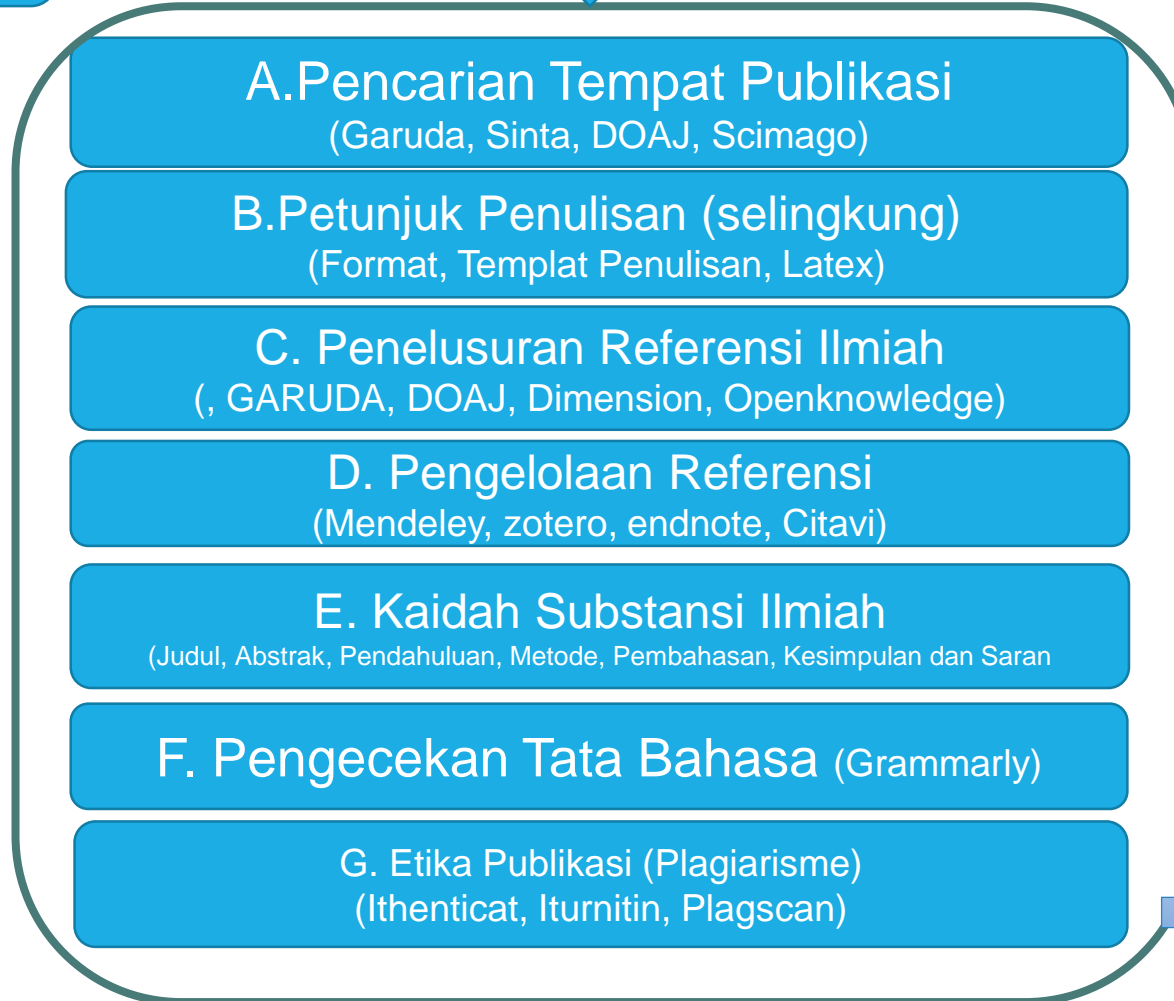 A.Pencarian Tempat Publikasi
(Garuda, Sinta, DOAJ, Scimago)
B.Petunjuk Penulisan (selingkung)
(Format, Templat Penulisan, Latex)
C. Penelusuran Referensi Ilmiah
(, GARUDA, DOAJ, Dimension, Openknowledge)
D. Pengelolaan Referensi
(Mendeley, zotero, endnote, Citavi)
E. Kaidah Substansi Ilmiah
(Judul, Abstrak, Pendahuluan, Metode, Pembahasan, Kesimpulan dan Saran
F. Pengecekan Tata Bahasa (Grammarly)
G. Etika Publikasi (Plagiarisme)
(Ithenticat, Iturnitin, Plagscan)